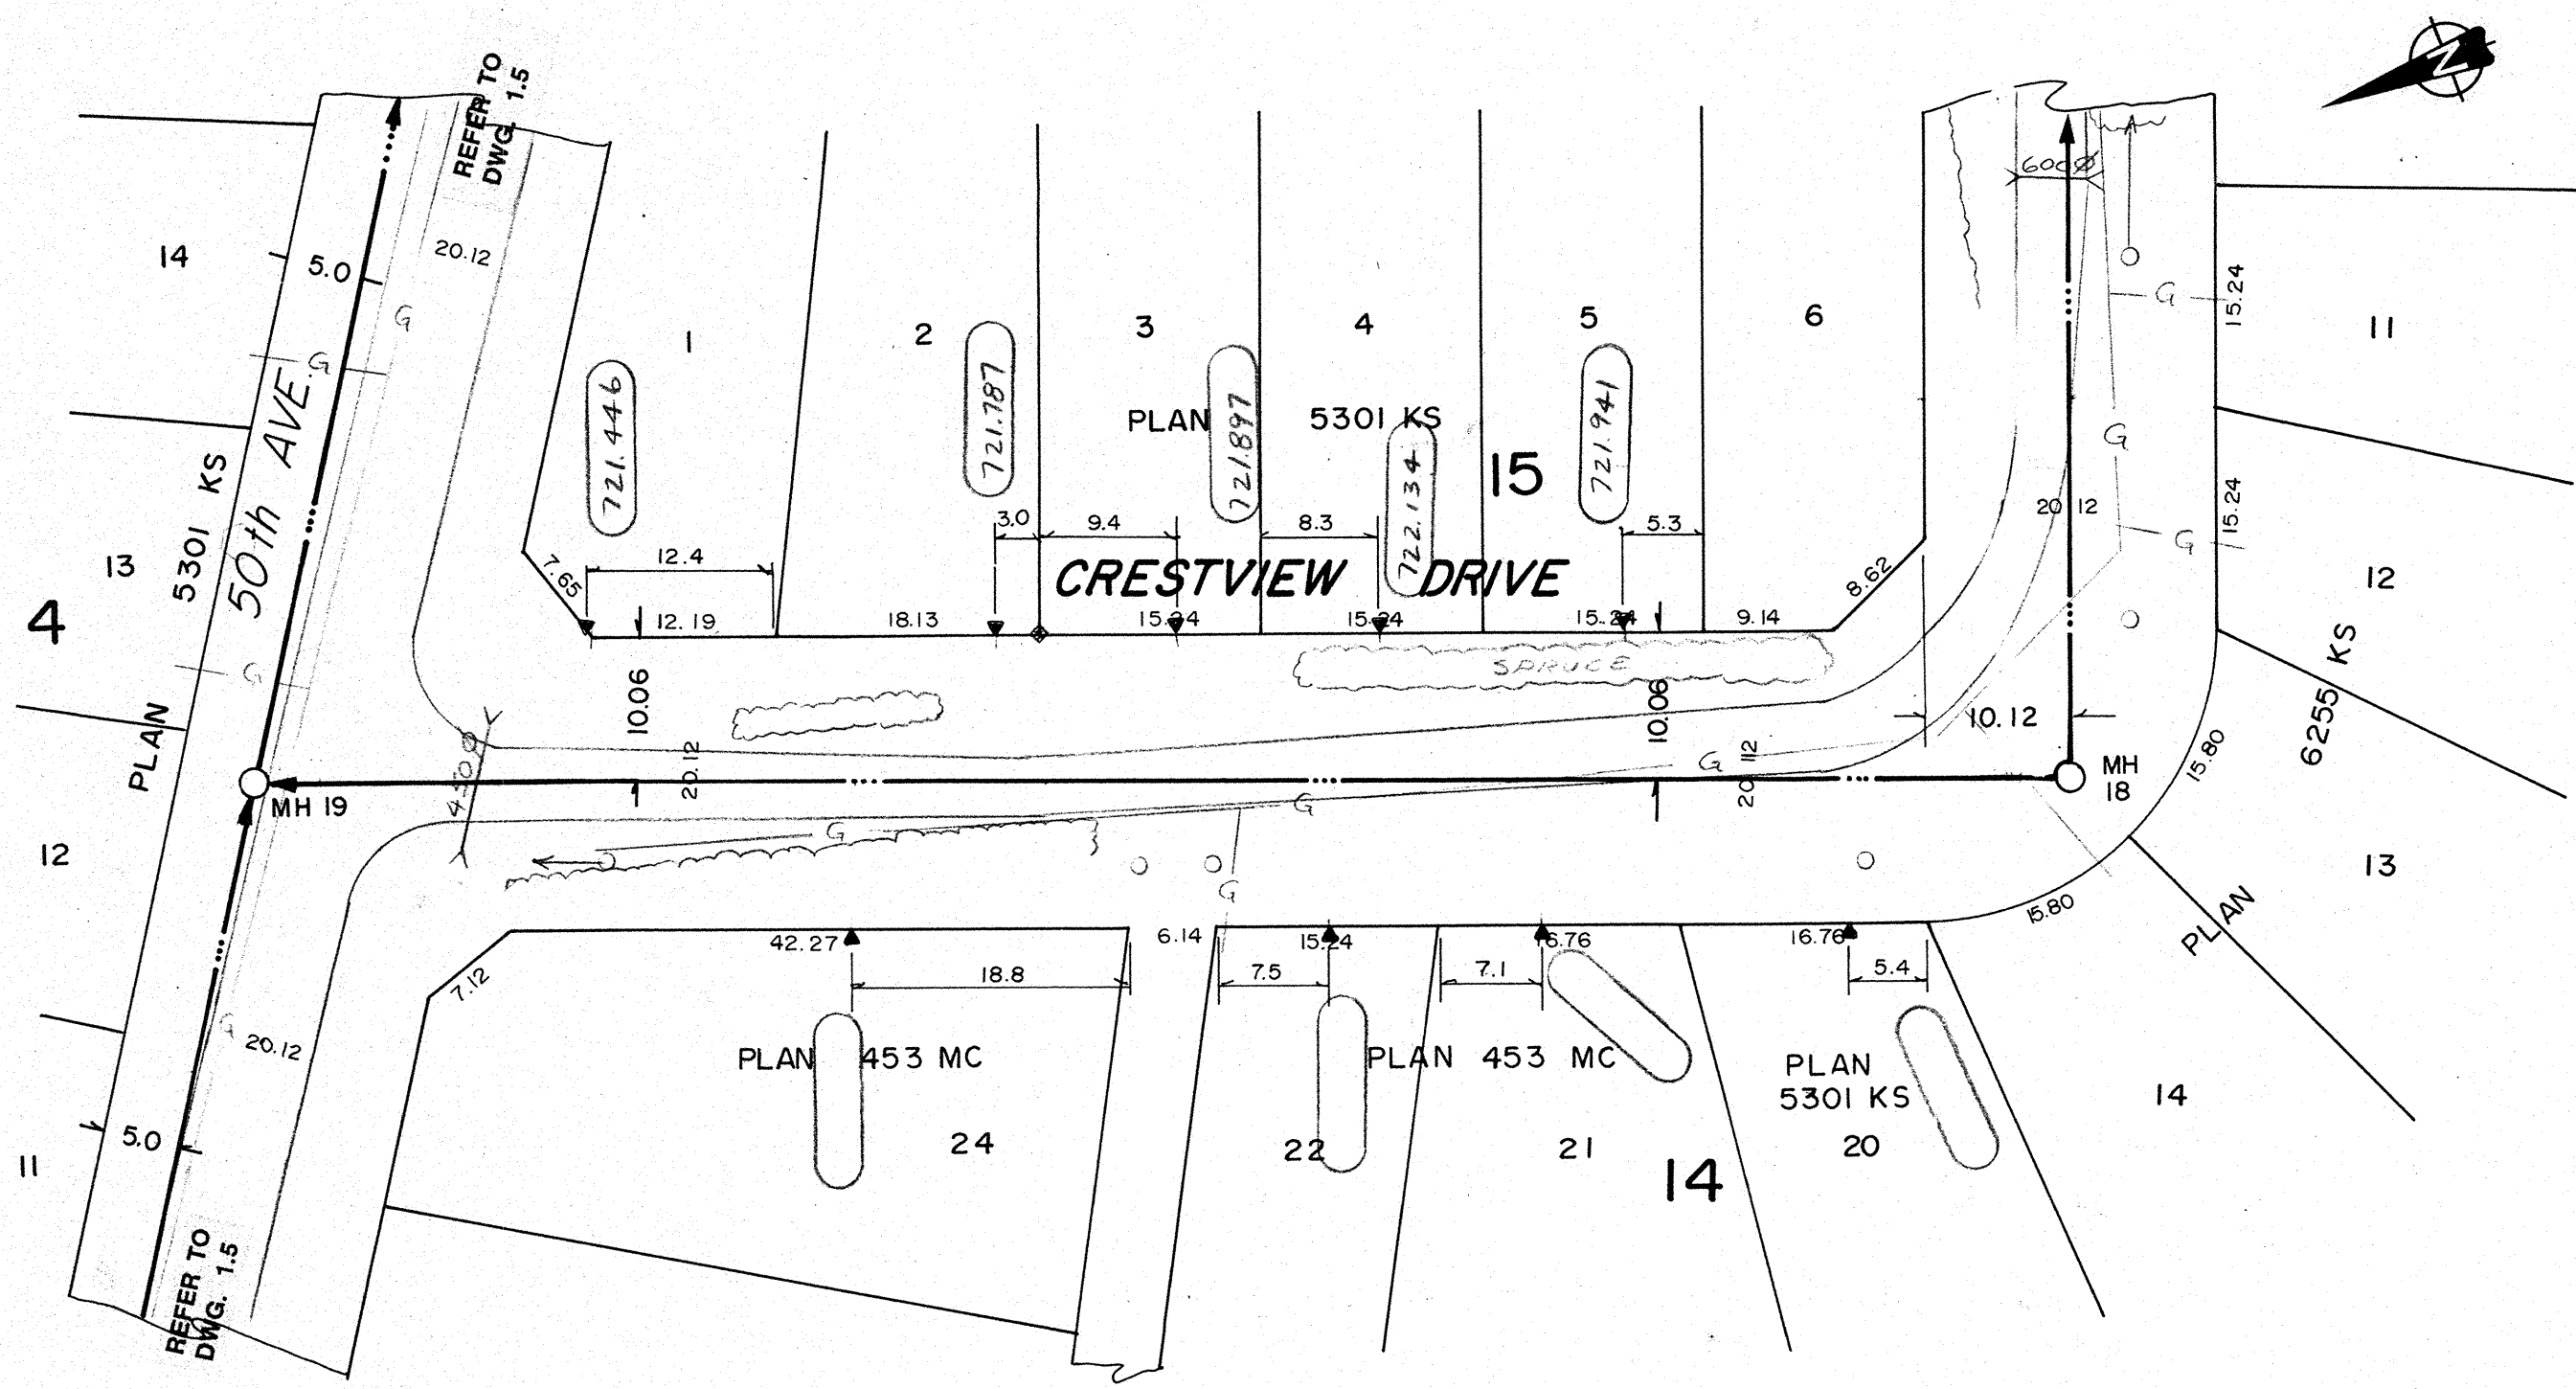 N
REFER TO
DWG. 1.5
600Ø
14
5.0
20.12
G
G
G
15.24
11
1
2
3
4
5
6
721.446
721.787
721.897
722.134
721.941
PLAN 5301 KS
15
50th AVE.
5301 KS
PLAN
13
4
G
20 12
G
15.24
12
3.0
9.4
8.3
5.3
12.4
7.65
CRESTVIEW DRIVE
8.62
12.19
18.13
15.24
15.24
15.24
9.14
SPRUCE
G
10.06
10.06
10.12
6255 KS
20.12
20 12
G
450Ø
MH 19
MH
18
15.80
G
G
12
13
G
15.80
PLAN
42.27
6.14
15.24
16.76
16.76
18.8
7.5
7.1
5.4
7.12
G
20.12
PLAN 453 MC
PLAN 453 MC
PLAN
5301 KS
14
5.0
11
24
22
21
20
14
REFER TO
DWG. 1.5